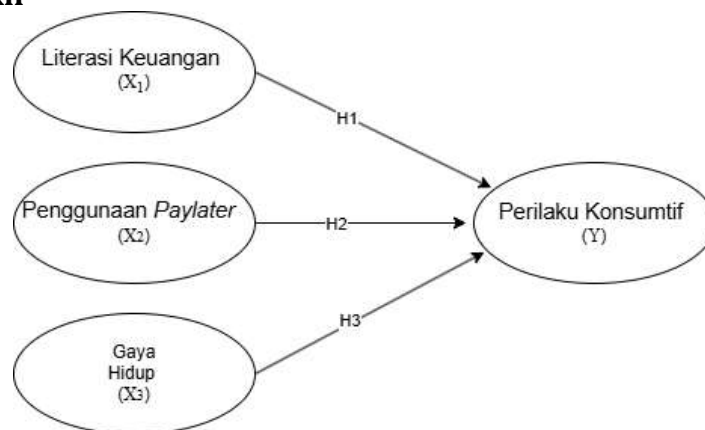 Literasi Keuangan
(X₁)
H1
Penggunaan Paylater
(X2)
H2
Perilaku Konsumtif
(Y)
H3
Gaya
Hidup
(X3)